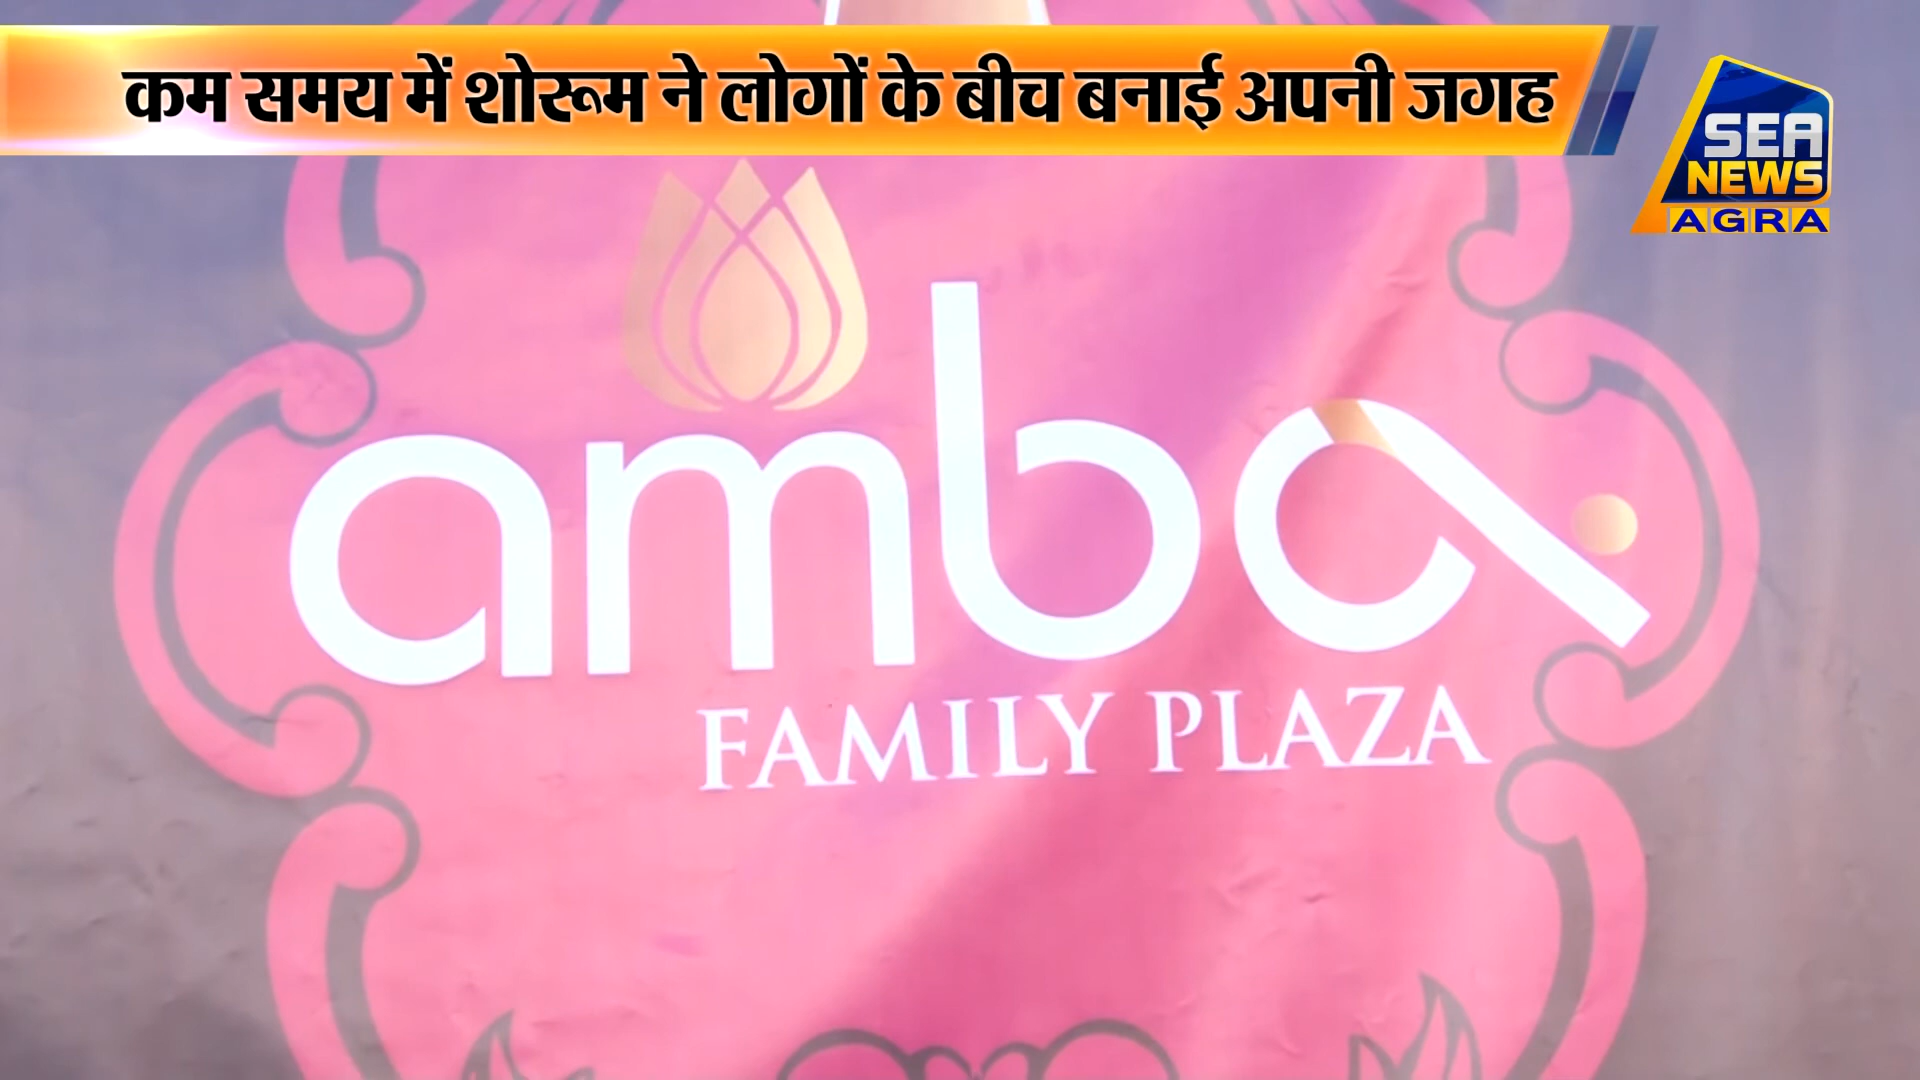 कम समय में शोरूम ने लोगों के बीच बनाई अपनी जगह
SEA
NEWS
AGRA
amba
FAMILY PLAZA